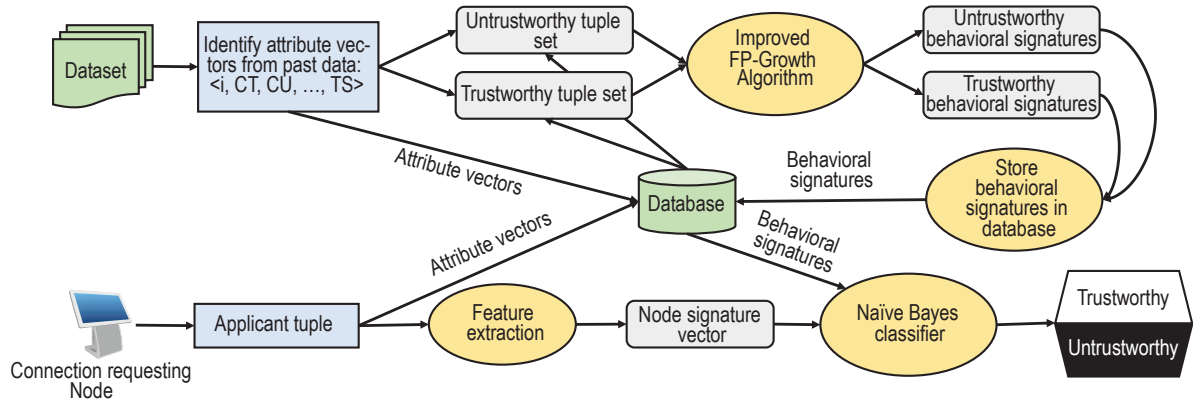 Dataset
Identify attribute vec-
tors from past data:
<i, CT, CU, ..., TS>
Untrustworthy tuple
set
Trustworthy tuple set
Improved
FP-Growth
Algorithm
Untrustworthy
behavioral signatures
Trustworthy
behavioral signatures
Attribute vectors
Database
Behavioral
signatures
Store
behavioral
signatures in
database
Attribute vectors
Behavioral
signatures
Connection requesting
Node
Applicant tuple
Feature
extraction
Node signature
vector
Naïve Bayes
classifier
Trustworthy
Untrustworthy